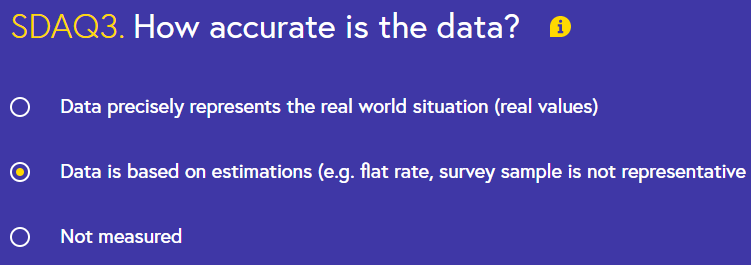 SDAQ3. How accurate is the data? i
Data precisely represents the real world situation (real values)
Data is based on estimations (e.g. flat rate, survey sample is not representative
Not measured